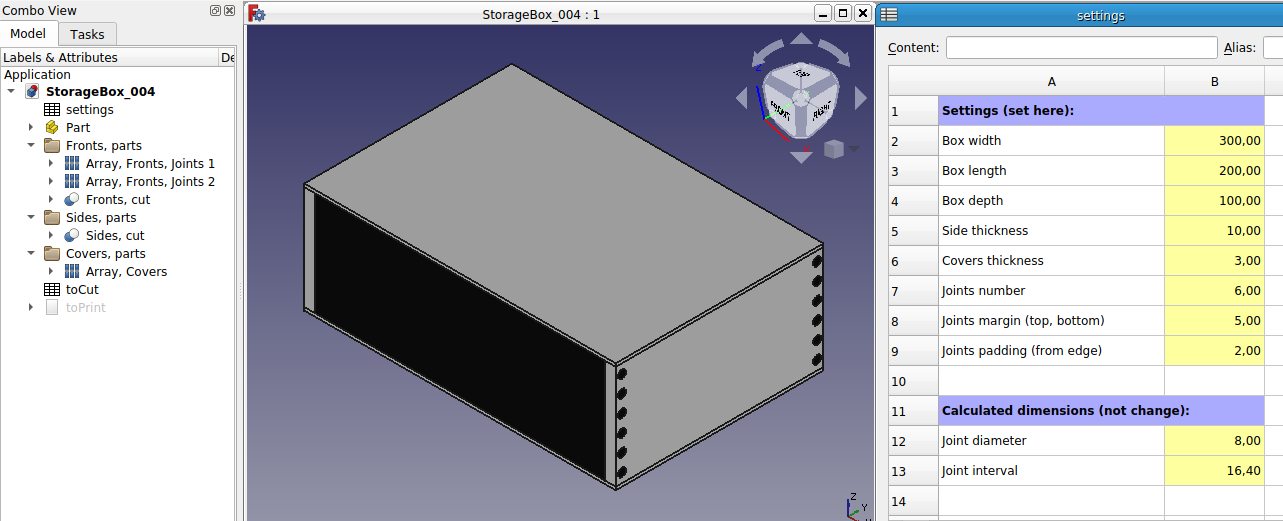 Combo View
Model
Tasks
Labels & Attributes
De
Application
StorageBox_004
settings
Part
Fronts, parts
Array, Fronts, Joints 1
Array, Fronts, Joints 2
Fronts, cut
Sides, parts
Sides, cut
Covers, parts
Array, Covers
toCut
toPrint
StorageBox_004 : 1
FRONT
RIGHT
Z
Z
Y
settings
Content:
Alias:
A
B
1
Settings (set here):
2
Box width
300,00
3
Box length
200,00
4
Box depth
100,00
5
Side thickness
10,00
6
Covers thickness
3,00
7
Joints number
6,00
8
Joints margin (top, bottom)
5,00
9
Joints padding (from edge)
2,00
10
11
Calculated dimensions (not change):
12
Joint diameter
8,00
13
Joint interval
16,40
14